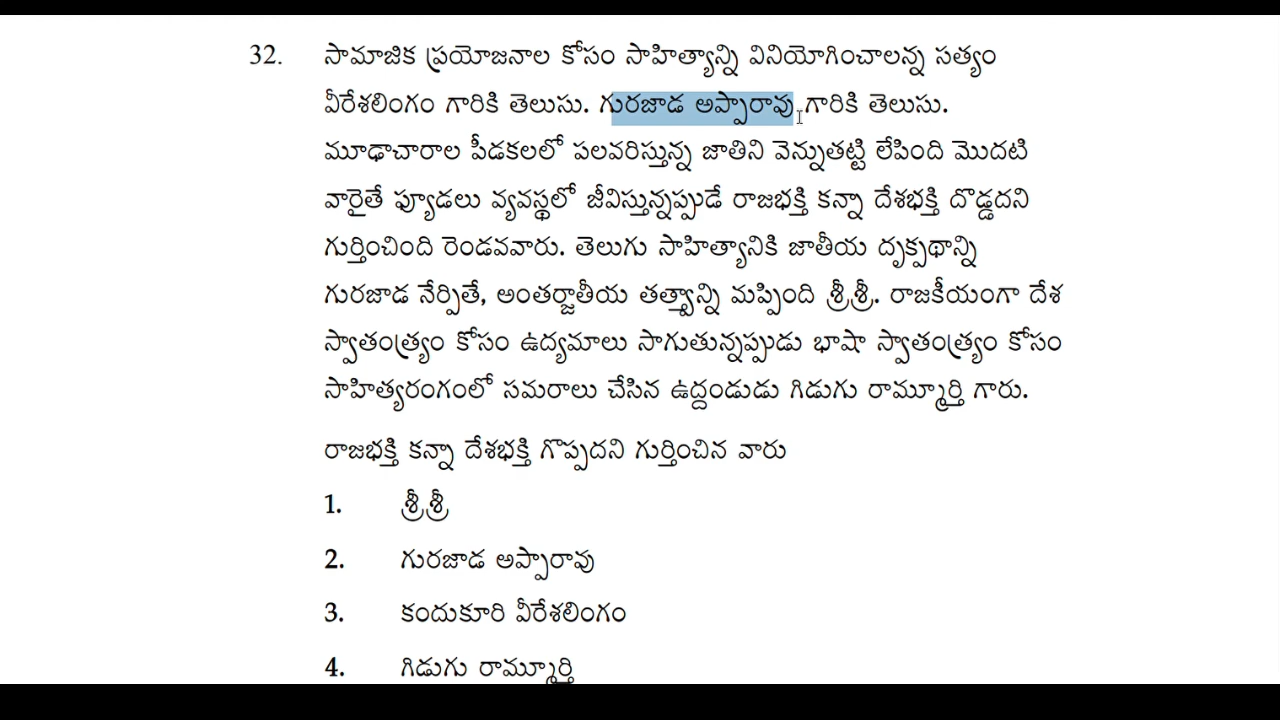 32. సామాజిక ప్రయోజనాల కోసం సాహిత్యాన్ని వినియోగించాలన్న సత్యం
వీరేశలింగం గారికి తెలుసు. గురజాడ అప్పారావు గారికి తెలుసు.
మూఢాచారాల పీడకలలో పలవరిస్తున్న జాతిని వెన్నుతట్టి లేపింది మొదటి
వారైతే ఫ్యూడలు వ్యవస్థలో జీవిస్తున్నప్పుడే రాజభక్తి కన్నా దేశభక్తి దొడ్డదని
గుర్తించింది రెండవవారు. తెలుగు సాహిత్యానికి జాతీయ దృక్పథాన్ని
గురజాడ నేర్పితే, అంతర్జాతీయ తత్త్వాన్ని మప్పింది శ్రీశ్రీ. రాజకీయంగా దేశ
స్వాతంత్ర్యం కోసం ఉద్యమాలు సాగుతున్నప్పుడు భాషా స్వాతంత్ర్యం కోసం
సాహిత్యరంగంలో సమరాలు చేసిన ఉద్దండుడు గిడుగు రామ్మూర్తి గారు.
రాజభక్తి కన్నా దేశభక్తి గొప్పదని గుర్తించిన వారు
1. శ్రీశ్రీ
2. గురజాడ అప్పారావు
3. కందుకూరి వీరేశలింగం
4. గిడుగు రామ్మూర్తి